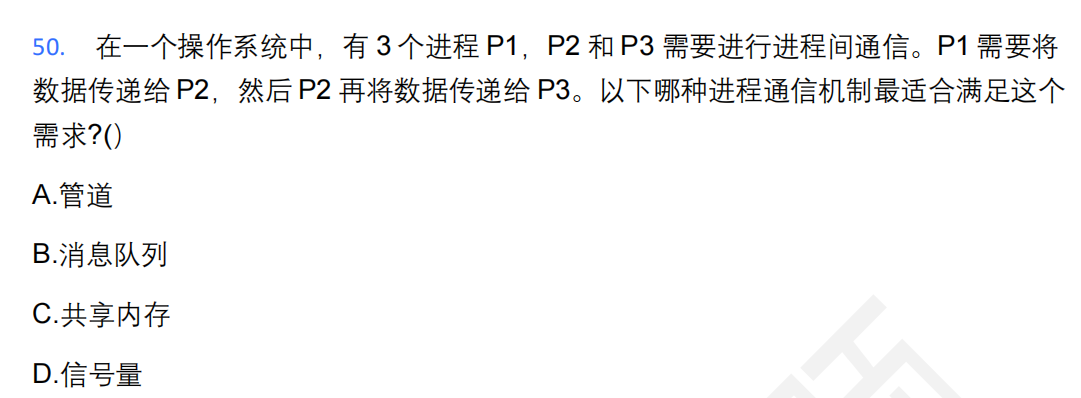 50. 在一个操作系统中，有 3 个进程 P1，P2 和 P3 需要进行进程间通信。P1 需要将
数据传递给 P2，然后 P2 再将数据传递给 P3。以下哪种进程通信机制最适合满足这个
需求?()
A.管道
B.消息队列
C.共享内存
D.信号量